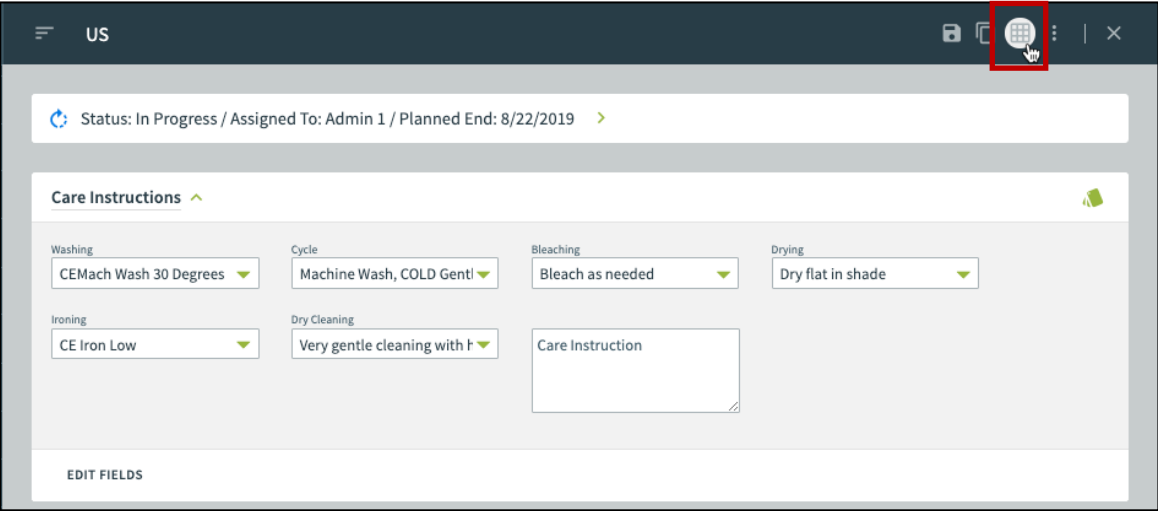 US
Status: In Progress / Assigned To: Admin 1 / Planned End: 8/22/2019
Care Instructions
Washing Cycle Bleaching Drying
CEMach Wash 30 Degrees Machine Wash, COLD Gentl Bleach as needed Dry flat in shade
Ironing Dry Cleaning
CE Iron Low Very gentle cleaning with h Care Instruction
EDIT FIELDS